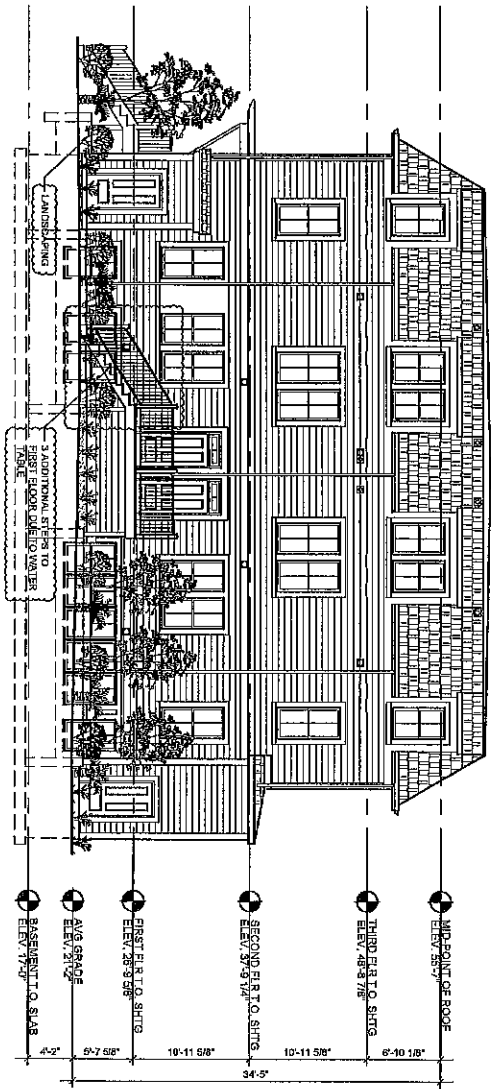 MID-POINT OF ROOF
ELEV. 55'-7"
THIRD FLR T.O. SHTG
ELEV. 48'-8 7/8"
SECOND FLR T.O. SHTG
ELEV. 37'-9 1/4"
FIRST FLR T.O. SHTG
ELEV. 26'-9 5/8"
AVG GRADE
ELEV. 21'-2"
BASEMENT T.O. SLAB
ELEV. 17'-0"
6'-10 1/8"
10'-11 5/8"
10'-11 5/8"
5'-7 5/8"
4'-2"
34'-5"
LANDSCAPING
3 ADDITIONAL STEPS TO
FIRST FLOOR DUE TO WATER
TABLE